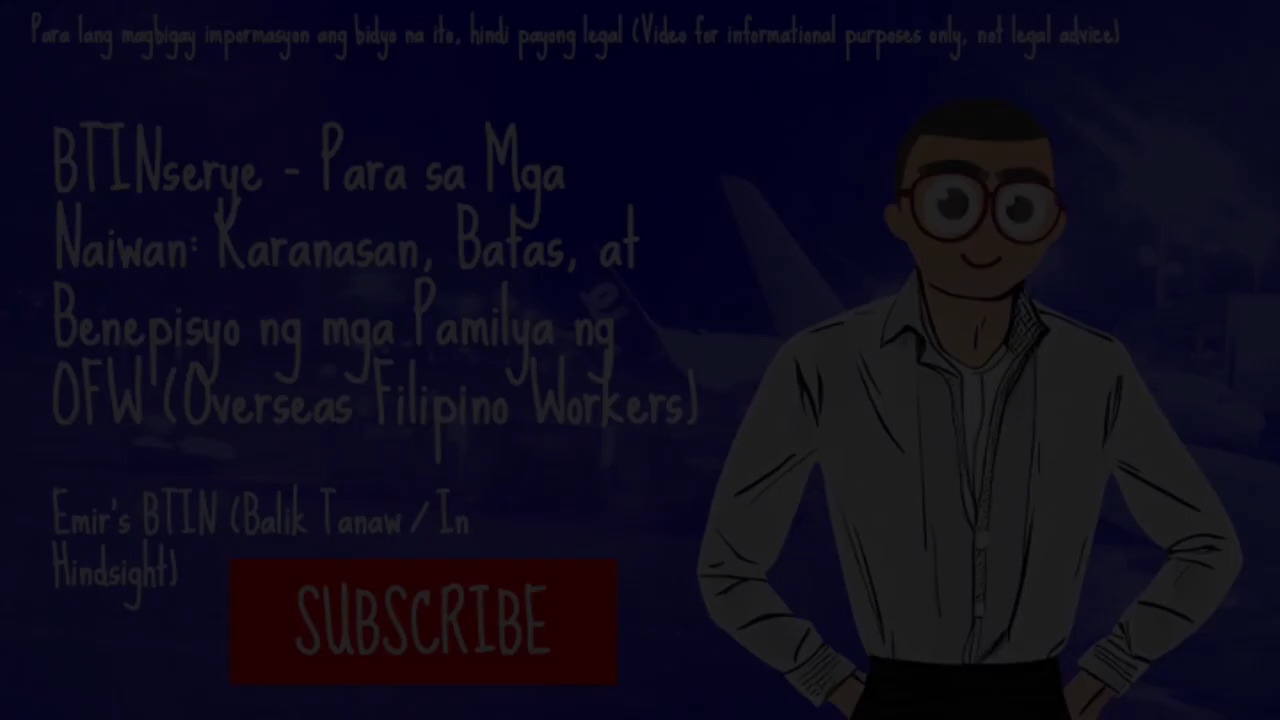 Para lang magbigay impormasyon ang bidyo na ito, hindi payong legal (Video for informational purposes only, not legal advice)
BTINserye - Para sa Mga
Naiwan: Karanasan, Batas, at
Benepisyo ng mga Pamilya ng
OFW (Overseas Filipino Workers)
Emir's BTIN (Balik Tanaw / In
Hindsight)
SUBSCRIBE